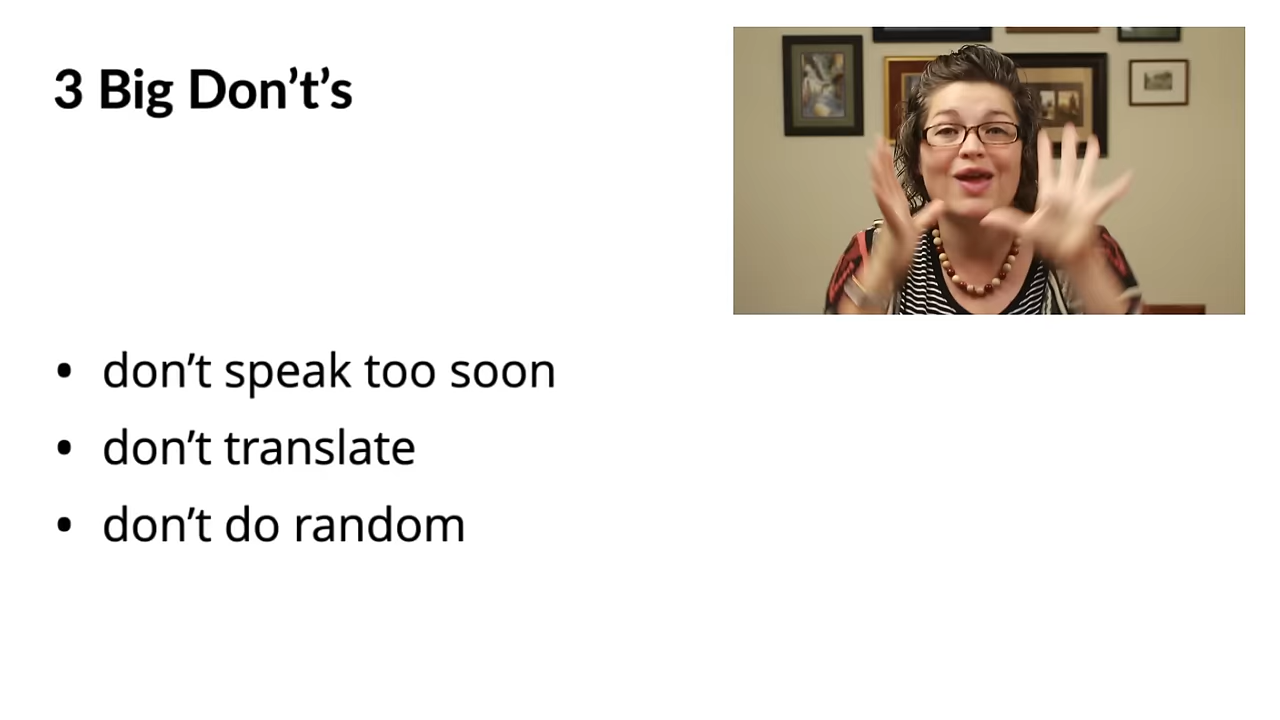 3 Big Don’t’s
• don’t speak too soon
• don’t translate
• don’t do random